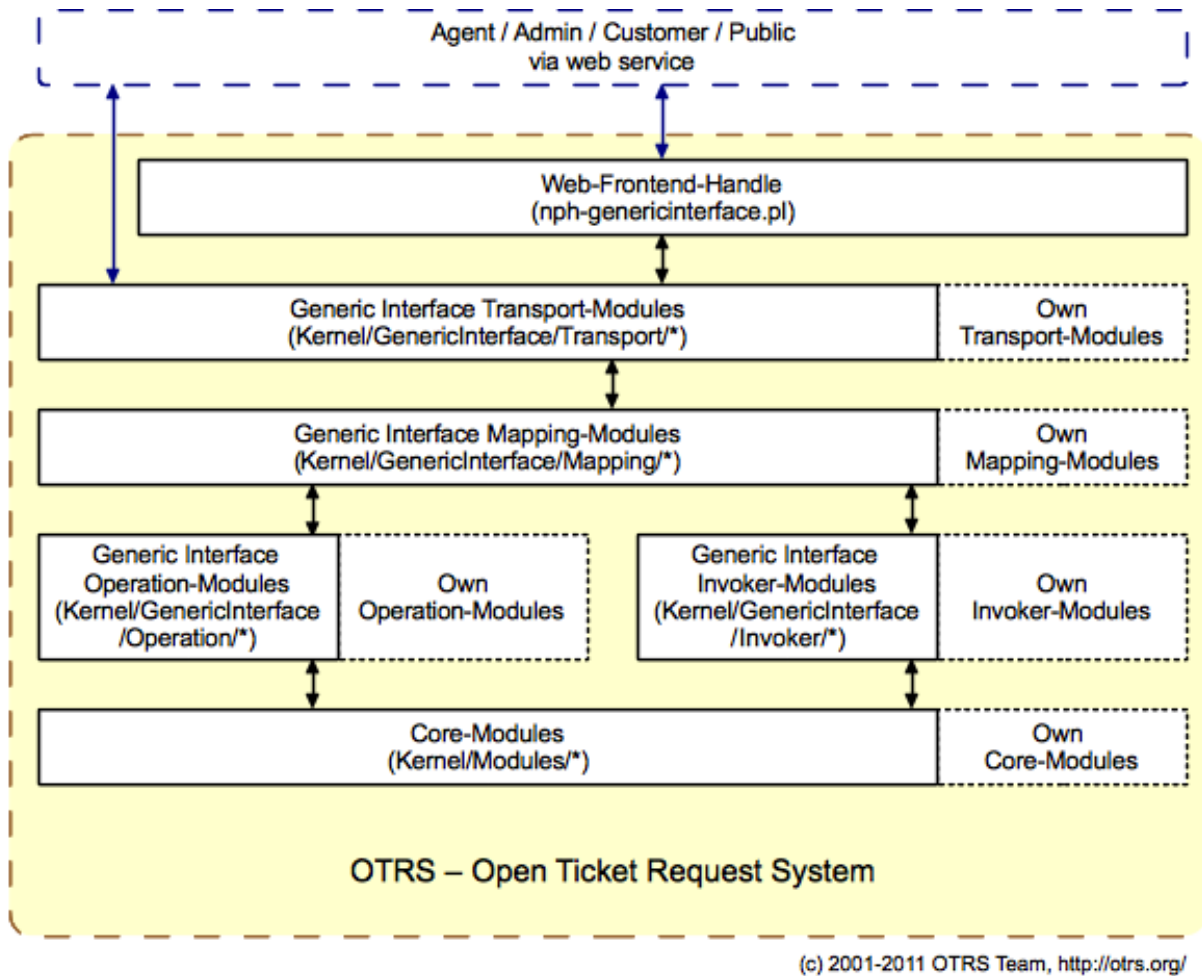 Agent / Admin / Customer / Public
via web service
Web-Frontend-Handle
(nph-genericinterface.pl)
Generic Interface Transport-Modules
(Kernel/GenericInterface/Transport/*)
Own
Transport-Modules
Generic Interface Mapping-Modules
(Kernel/GenericInterface/Mapping/*)
Own
Mapping-Modules
Generic Interface
Operation-Modules
(Kernel/GenericInterface
/Operation/*)
Own
Operation-Modules
Generic Interface
Invoker-Modules
(Kernel/GenericInterface
/Invoker/*)
Own
Invoker-Modules
Core-Modules
(Kernel/Modules/*)
Own
Core-Modules
OTRS – Open Ticket Request System
(c) 2001-2011 OTRS Team, http://otrs.org/